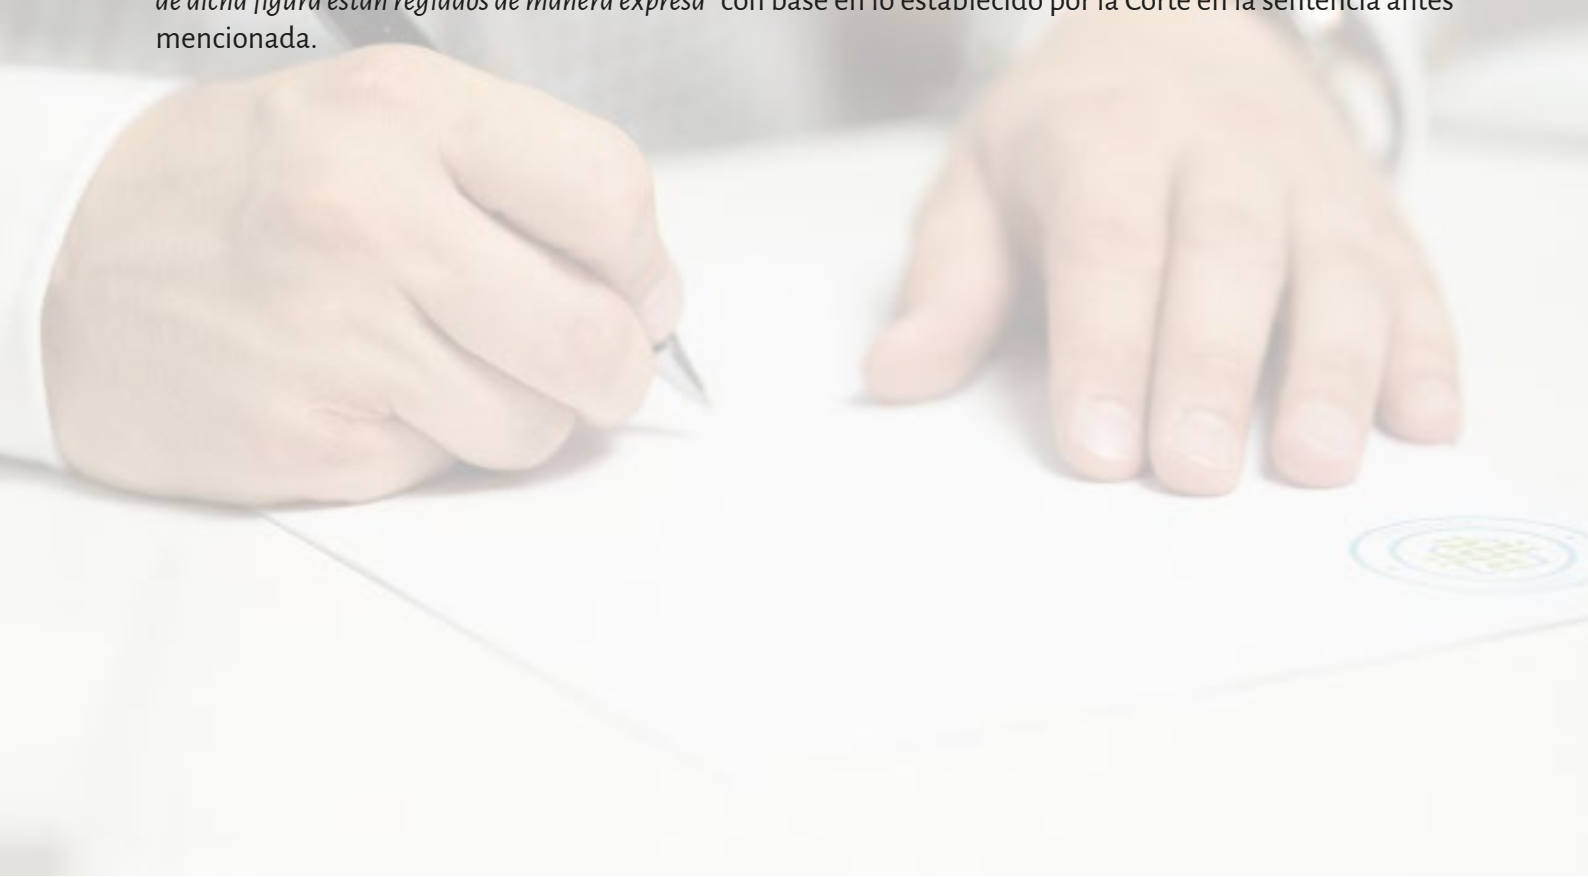 de dicha figura están reglados de manera expresa" con base en lo establecido por la Corte en la sentencia antes
mencionada.